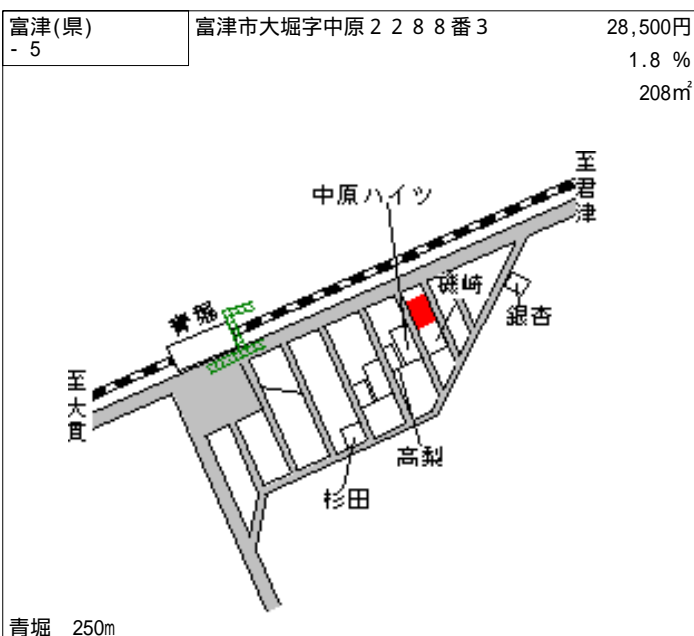 富津(県)
- 5
富津市大堀字中原2288番3
28,500円
1.8 %
208㎡
至君津
中原ハイツ
磯崎
青堀
銀杏
至大貫
高梨
杉田
青堀 250m